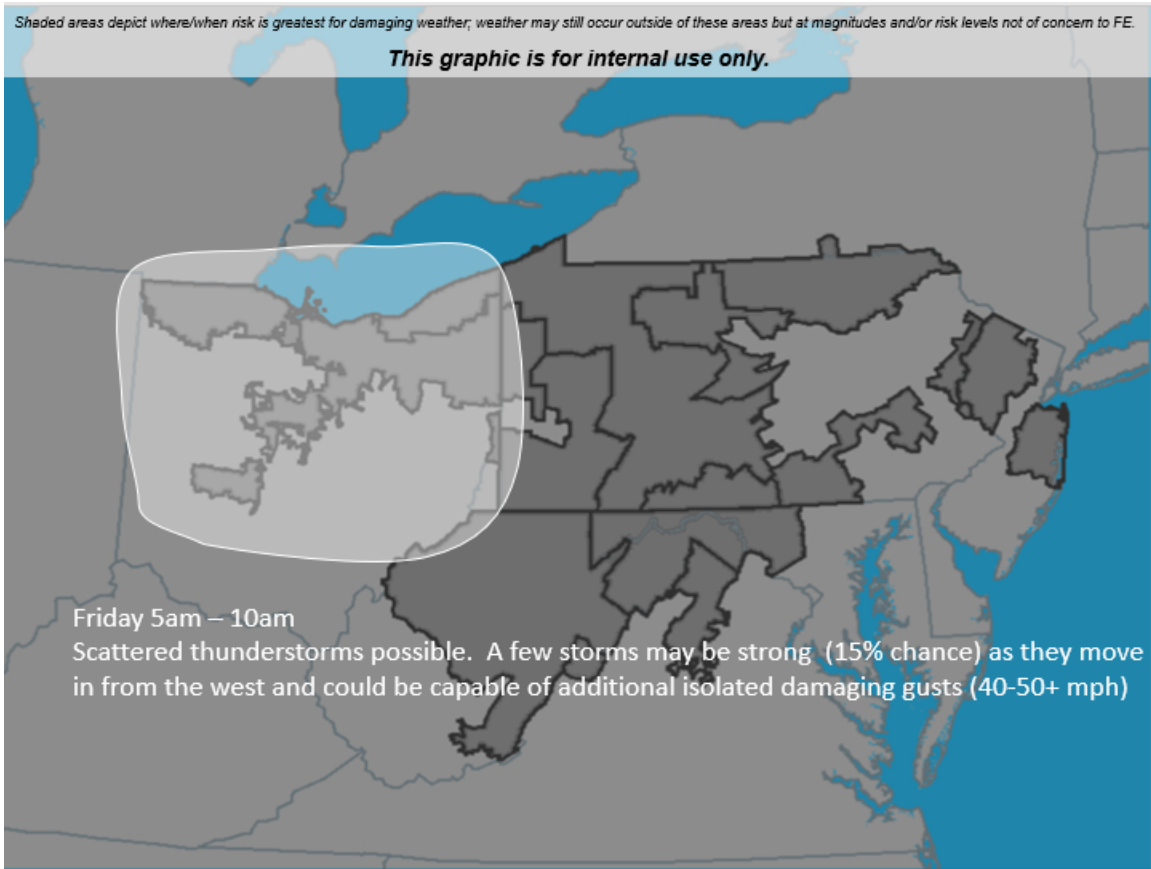 Shaded areas depict where/when risk is greatest for damaging weather; weather may still occur outside of these areas but at magnitudes and/or risk levels not of concern to FE.
This graphic is for internal use only.
Friday 5am – 10am
Scattered thunderstorms possible.  A few storms may be strong  (15% chance) as they move
in from the west and could be capable of additional isolated damaging gusts (40-50+ mph)